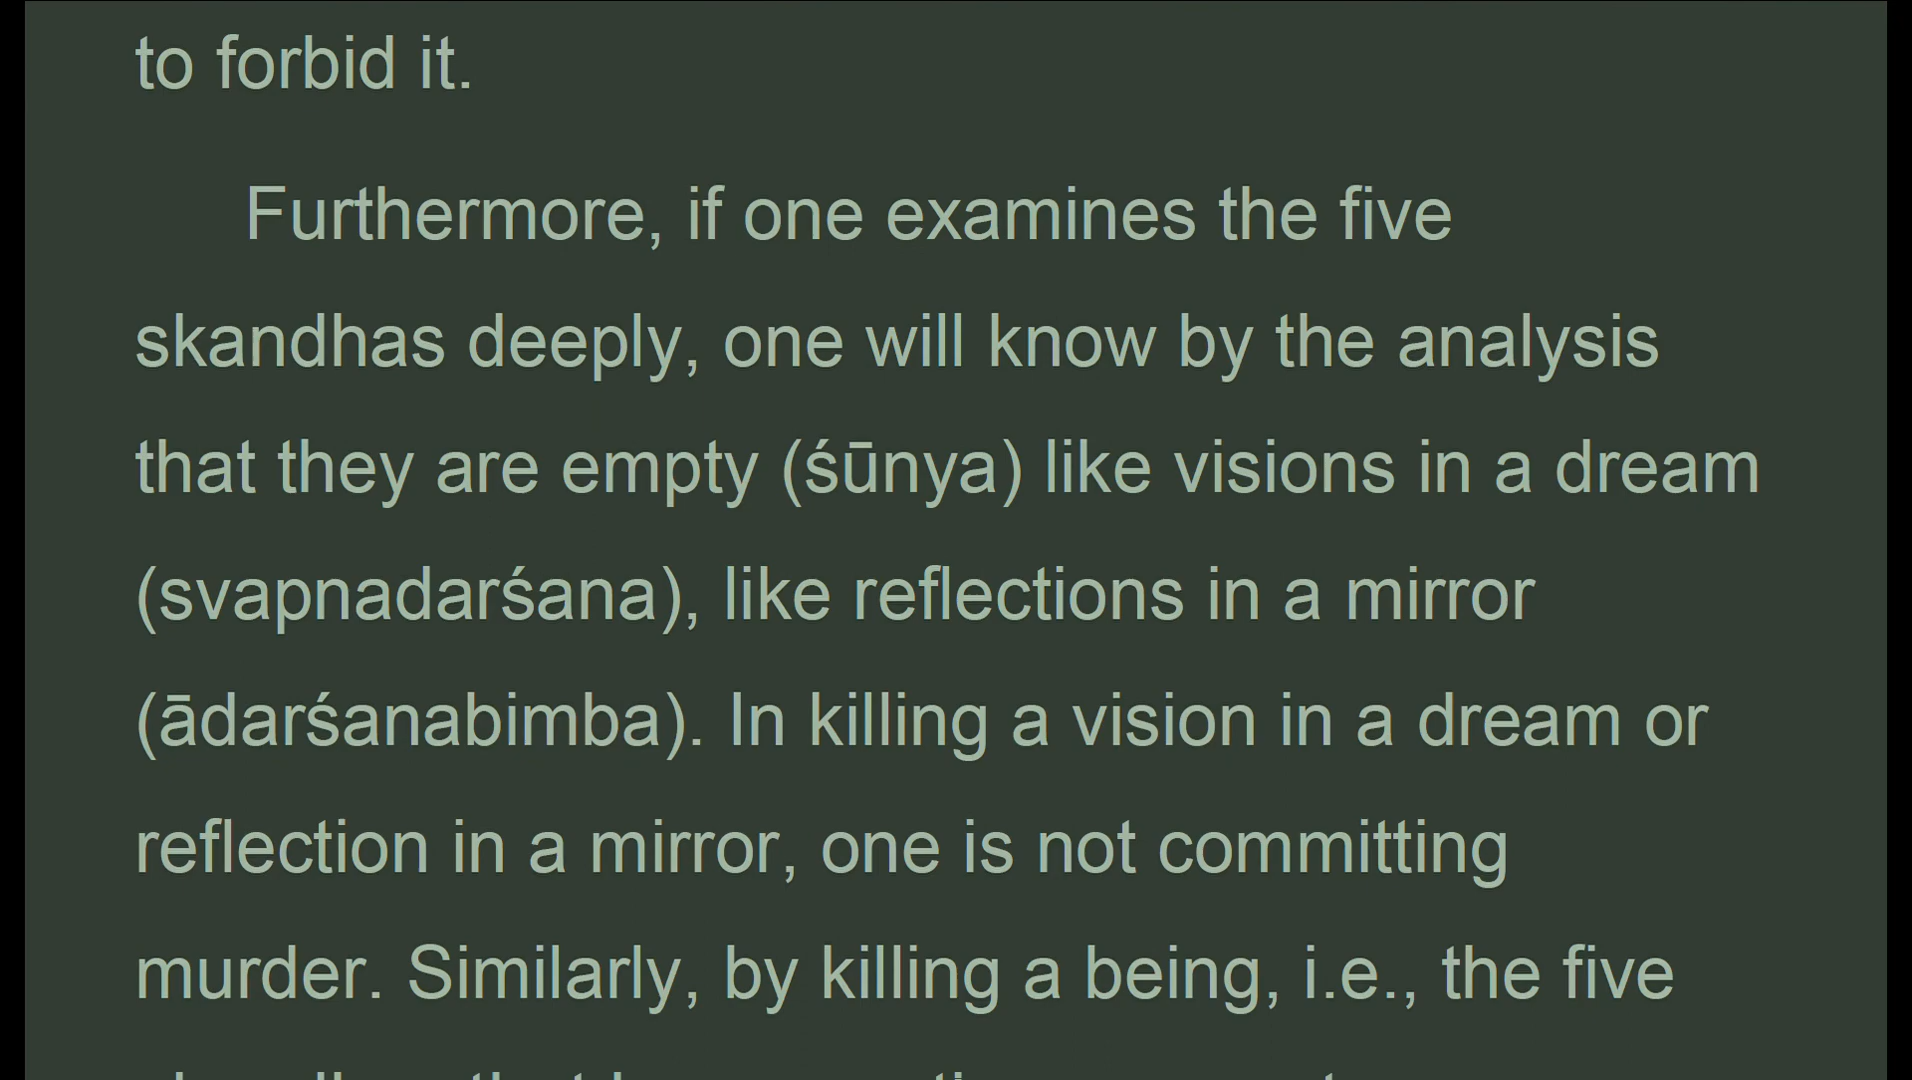 to forbid it.
Furthermore, if one examines the five
skandhas deeply, one will know by the analysis
that they are empty (śūnya) like visions in a dream
(svapnadarśana), like reflections in a mirror
(ādarśanabimba). In killing a vision in a dream or
reflection in a mirror, one is not committing
murder. Similarly, by killing a being, i.e., the five